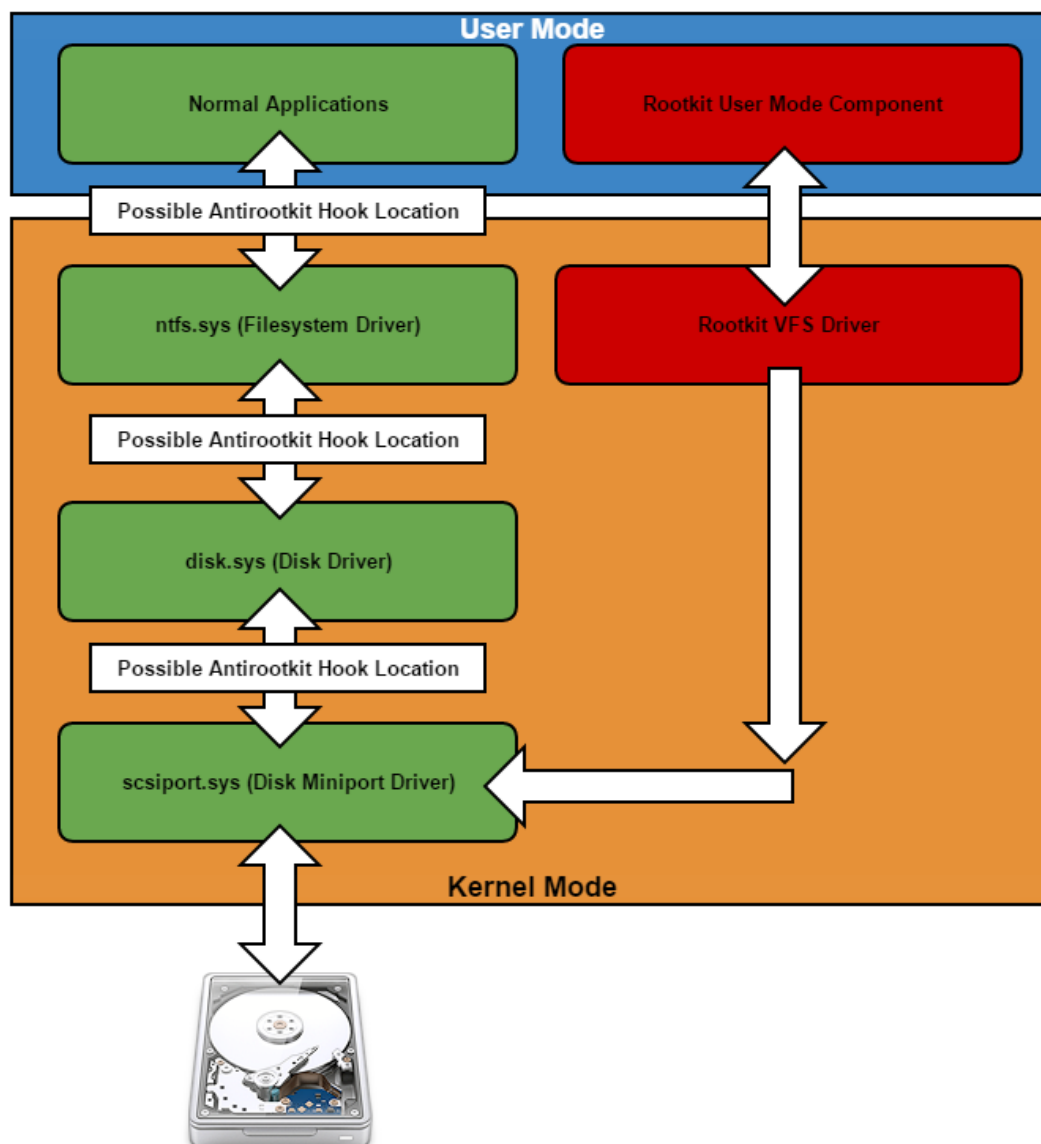 User Mode
Normal Applications
Rootkit User Mode Component
Possible Antirootkit Hook Location
ntfs.sys (Filesystem Driver)
Rootkit VFS Driver
Possible Antirootkit Hook Location
disk.sys (Disk Driver)
Possible Antirootkit Hook Location
scsiport.sys (Disk Miniport Driver)
Kernel Mode